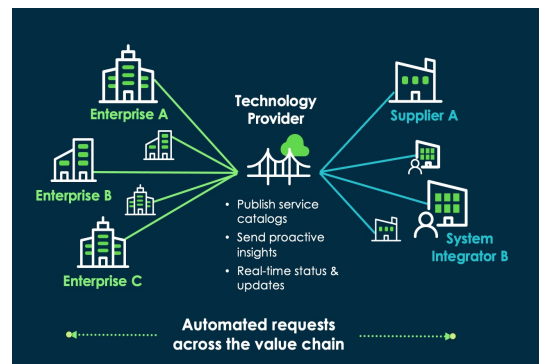 Enterprise A
Enterprise B
Enterprise C
Technology
Provider
• Publish service
catalogs
• Send proactive
insights
• Real-time status &
updates
Supplier A
System
Integrator B
Automated requests
across the value chain